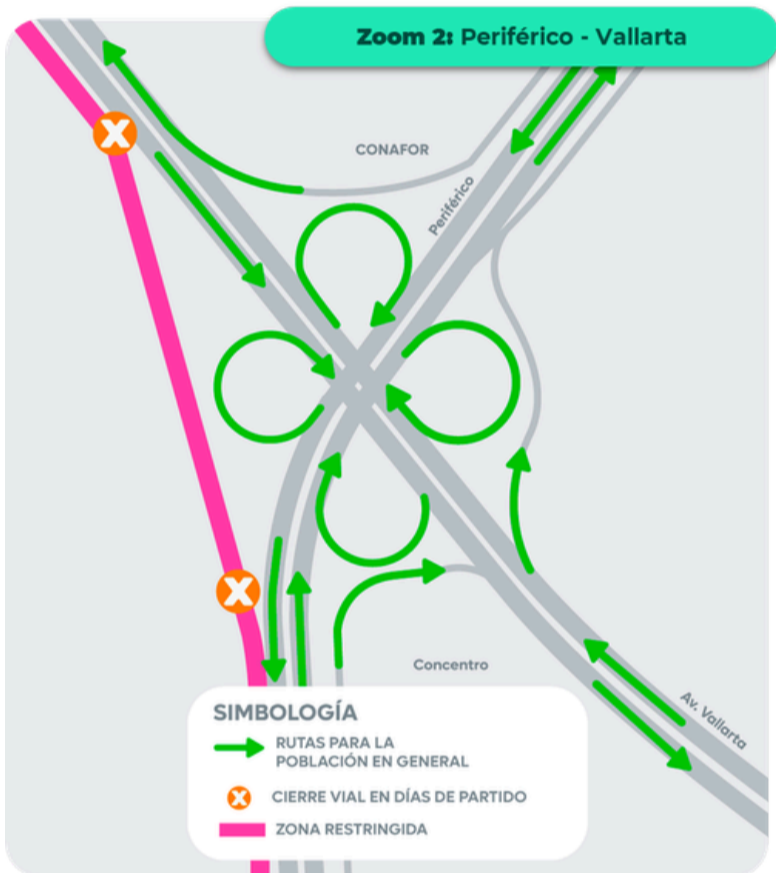 Zoom 2: Periférico - Vallarta
CONAFOR
Periférico
Concentro
Av. Vallarta
SIMBOLOGÍA
RUTAS PARA LA
POBLACIÓN EN GENERAL
X CIERRE VIAL EN DÍAS DE PARTIDO
ZONA RESTRINGIDA